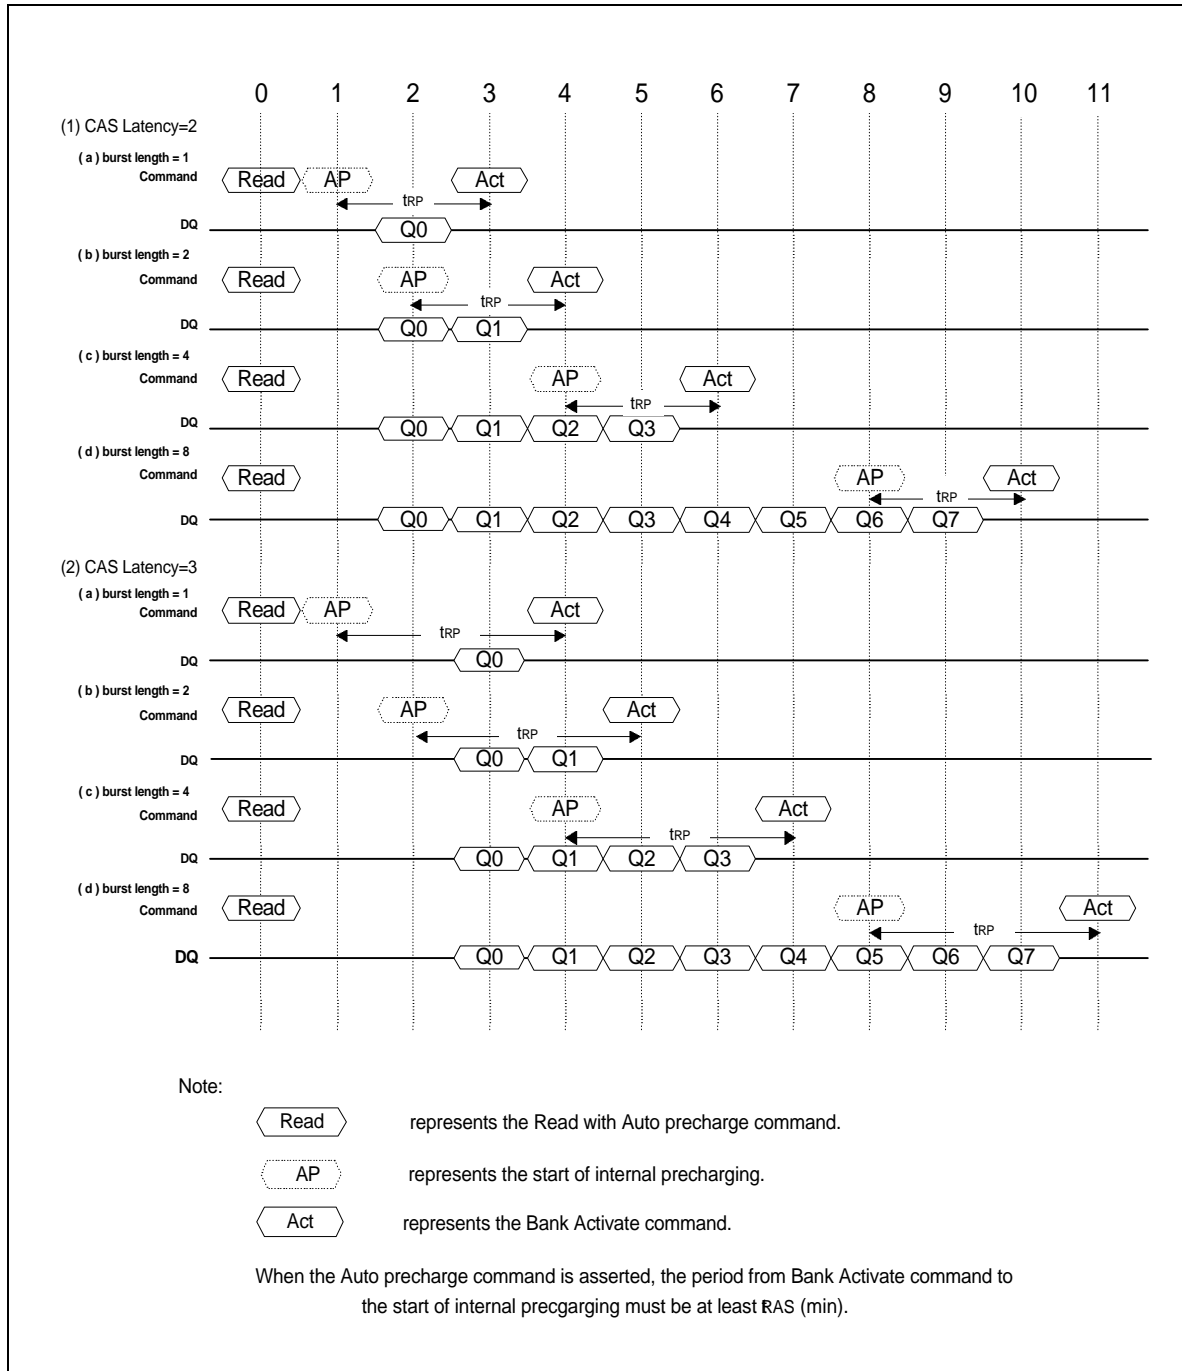 0 1 2 3 4 5 6 7 8 9 10 11
(1) CAS Latency=2
( a ) burst length = 1
Command Read AP Act
tRP
DQ Q0
( b ) burst length = 2
Command Read AP Act
tRP
DQ Q0 Q1
( c ) burst length = 4
Command Read AP Act
tRP
DQ Q0 Q1 Q2 Q3
( d ) burst length = 8
Command Read AP Act
tRP
DQ Q0 Q1 Q2 Q3 Q4 Q5 Q6 Q7
(2) CAS Latency=3
( a ) burst length = 1
Command Read AP Act
tRP
DQ Q0
( b ) burst length = 2
Command Read AP Act
tRP
DQ Q0 Q1
( c ) burst length = 4
Command Read AP Act
tRP
DQ Q0 Q1 Q2 Q3
( d ) burst length = 8
Command Read AP Act
tRP
DQ Q0 Q1 Q2 Q3 Q4 Q5 Q6 Q7
Note:
Read represents the Read with Auto precharge command.
AP represents the start of internal precharging.
Act represents the Bank Activate command.
When the Auto precharge command is asserted, the period from Bank Activate command to
the start of internal precgarging must be at least tRAS (min).